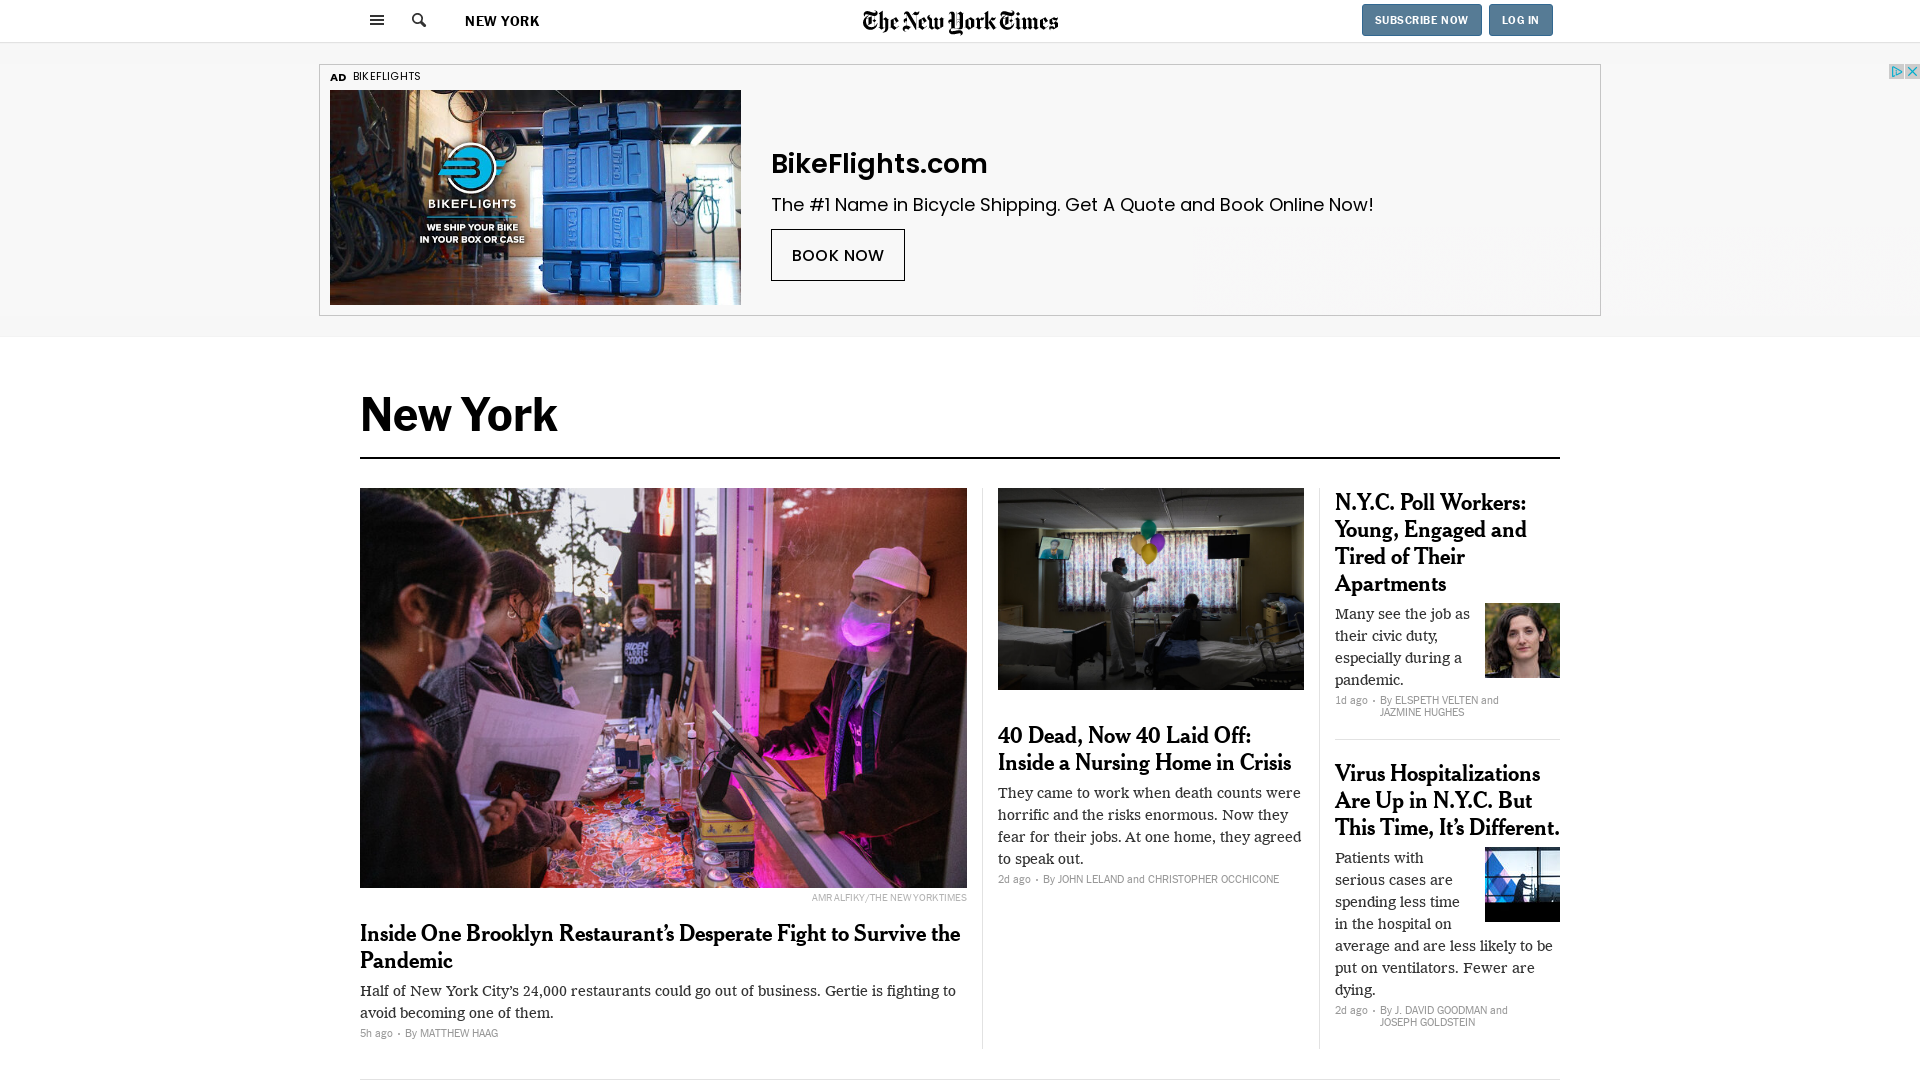 NEW YORK
The New York Times
SUBSCRIBE NOW
LOG IN
AD BIKEFLIGHTS
BIKEFLIGHTS
WE SHIP YOUR BIKE
IN YOUR BOX OR CASE
BikeFlights.com
The #1 Name in Bicycle Shipping. Get A Quote and Book Online Now!
BOOK NOW
New York
BIDEN
HARRIS
2020
AMR ALFIKY/THE NEW YORK TIMES
Inside One Brooklyn Restaurant’s Desperate Fight to Survive the
Pandemic
Half of New York City’s 24,000 restaurants could go out of business. Gertie is fighting to
avoid becoming one of them.
5h ago • By MATTHEW HAAG
40 Dead, Now 40 Laid Off:
Inside a Nursing Home in Crisis
They came to work when death counts were
horrific and the risks enormous. Now they
fear for their jobs. At one home, they agreed
to speak out.
2d ago • By JOHN LELAND and CHRISTOPHER OCCHICONE
N.Y.C. Poll Workers:
Young, Engaged and
Tired of Their
Apartments
Many see the job as
their civic duty,
especially during a
pandemic.
1d ago • By ELSPETH VELTEN and
JAZMINE HUGHES
Virus Hospitalizations
Are Up in N.Y.C. But
This Time, It’s Different.
Patients with
serious cases are
spending less time
in the hospital on
average and are less likely to be
put on ventilators. Fewer are
dying.
2d ago • By J. DAVID GOODMAN and
JOSEPH GOLDSTEIN